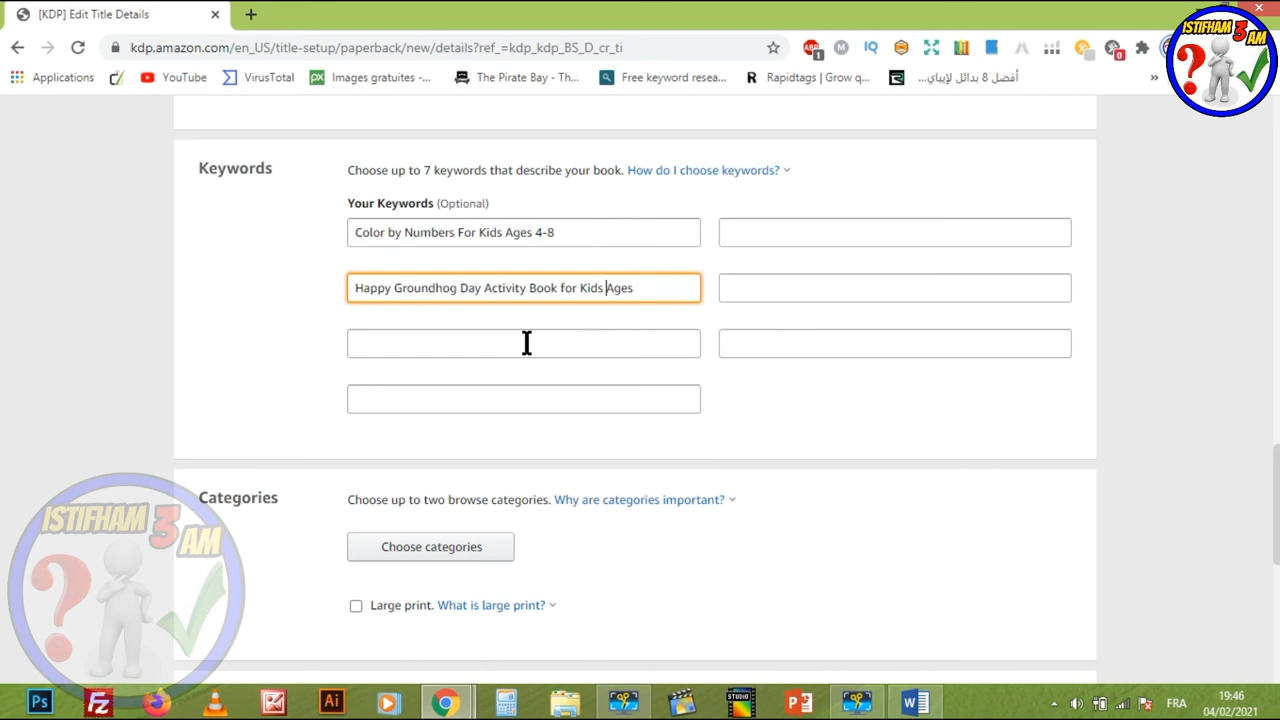 [KDP] Edit Title Details
kdp.amazon.com/en_US/title-setup/paperback/new/details?ref_=kdp_kdp_BS_D_cr_ti
Applications
YouTube
VirusTotal
Images gratuites -...
The Pirate Bay - Th...
Free keyword resea...
Rapidtags | Grow q...
أفضل 8 بدائل لإيباي...
ISTIFHAM 3 AM
Keywords
Choose up to 7 keywords that describe your book. How do I choose keywords?
Your Keywords (Optional)
Color by Numbers For Kids Ages 4-8
Happy Groundhog Day Activity Book for Kids Ages
Categories
Choose up to two browse categories. Why are categories important?
Choose categories
Large print. What is large print?
ISTIFHAM 3 AM
FRA
19:46
04/02/2021